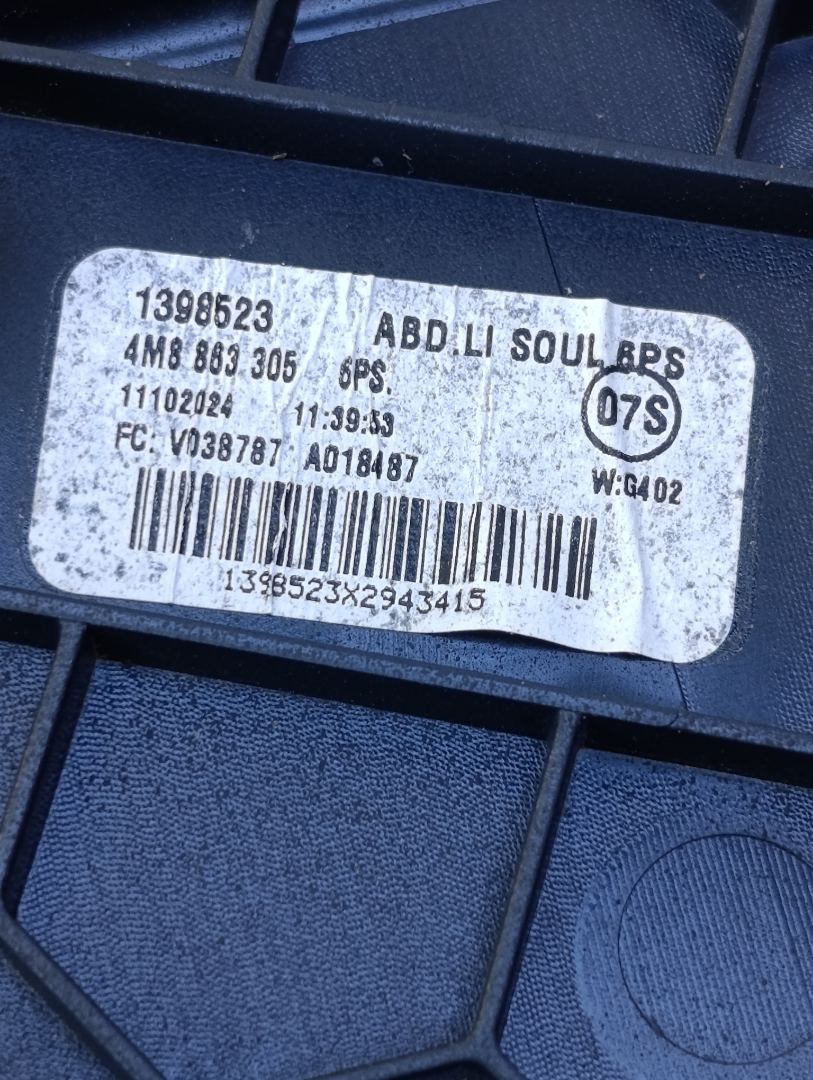 1398523 ABD.LI SOUL 6PS
4M8 863 305 6PS.
07S
11102024 11:39:53
FC: V038787 A018487
W:G402
1398523X2943415